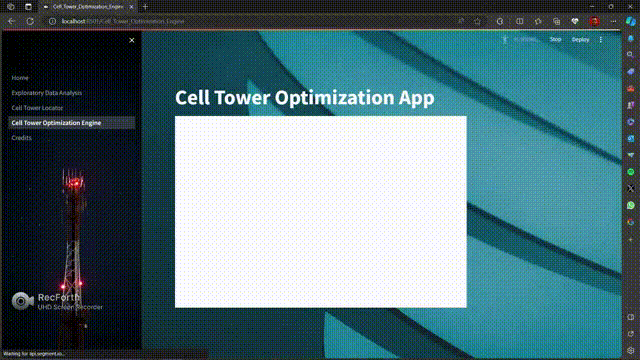 Cell_Tower_Optimization_Engine
localhost:8501/Cell_Tower_Optimization_Engine
Stop
Deploy
Home
Exploratory Data Analysis
Cell Tower Locator
Cell Tower Optimization Engine
Credits
Cell Tower Optimization App
RecForth
UHD Screen Recorder
Waiting for api.segment.io...